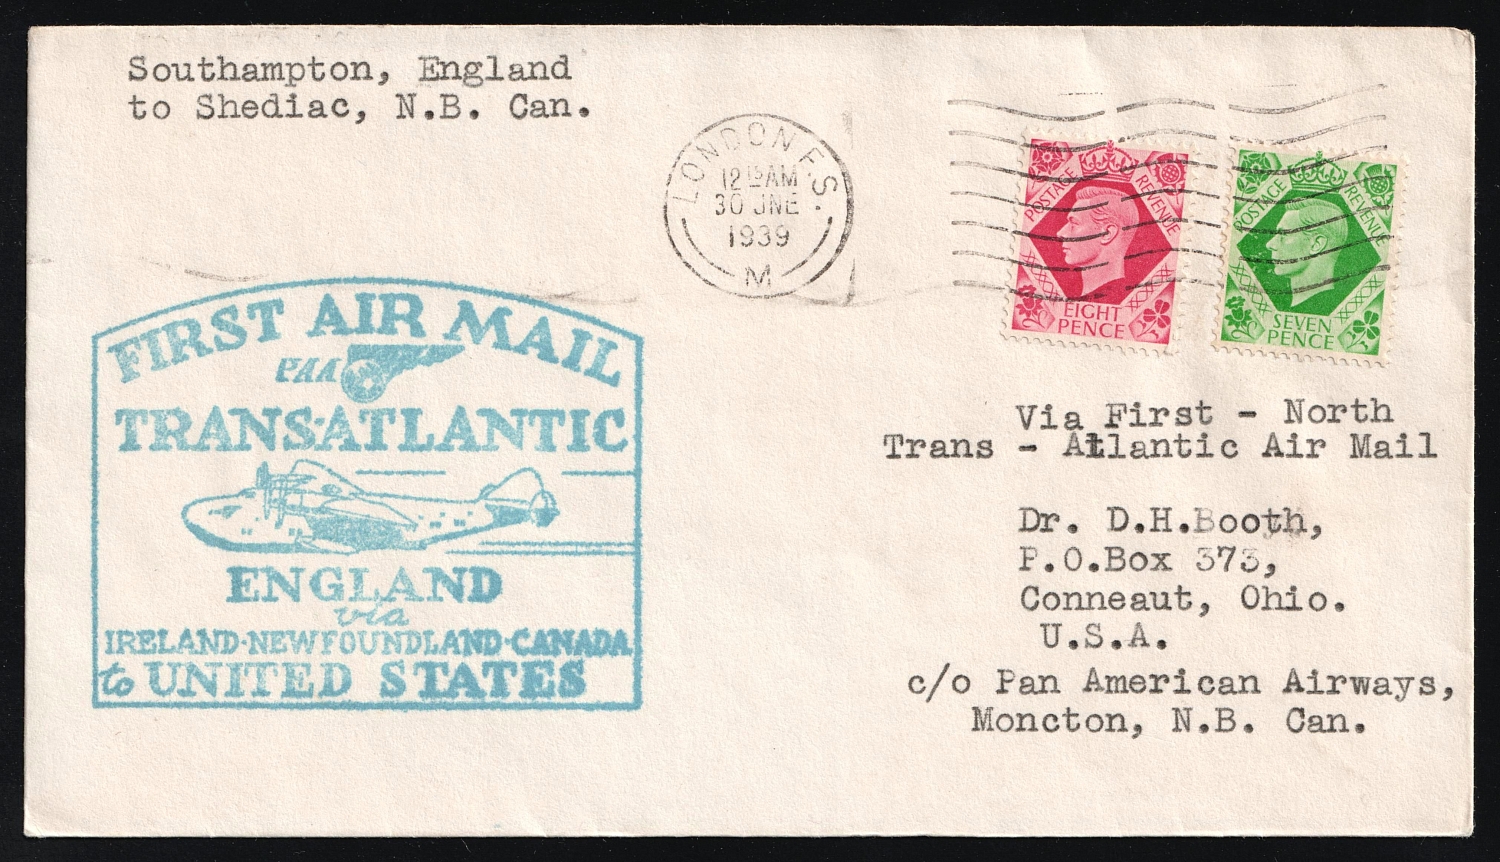 Southampton, England
to Shediac, N.B. Can.
LONDON F.S.
12 15 AM
30 JNE
1939
M
POSTAGE REVENUE
EIGHT
PENCE
POSTAGE REVENUE
SEVEN
PENCE
FIRST AIR MAIL
PAA
TRANS-ATLANTIC
ENGLAND
via
IRELAND-NEWFOUNDLAND-CANADA
to UNITED STATES
Via First - North
Trans - Atlantic Air Mail
Dr. D.H.Booth,
P.O.Box 373,
Conneaut, Ohio.
U.S.A.
c/o Pan American Airways,
Moncton, N.B. Can.